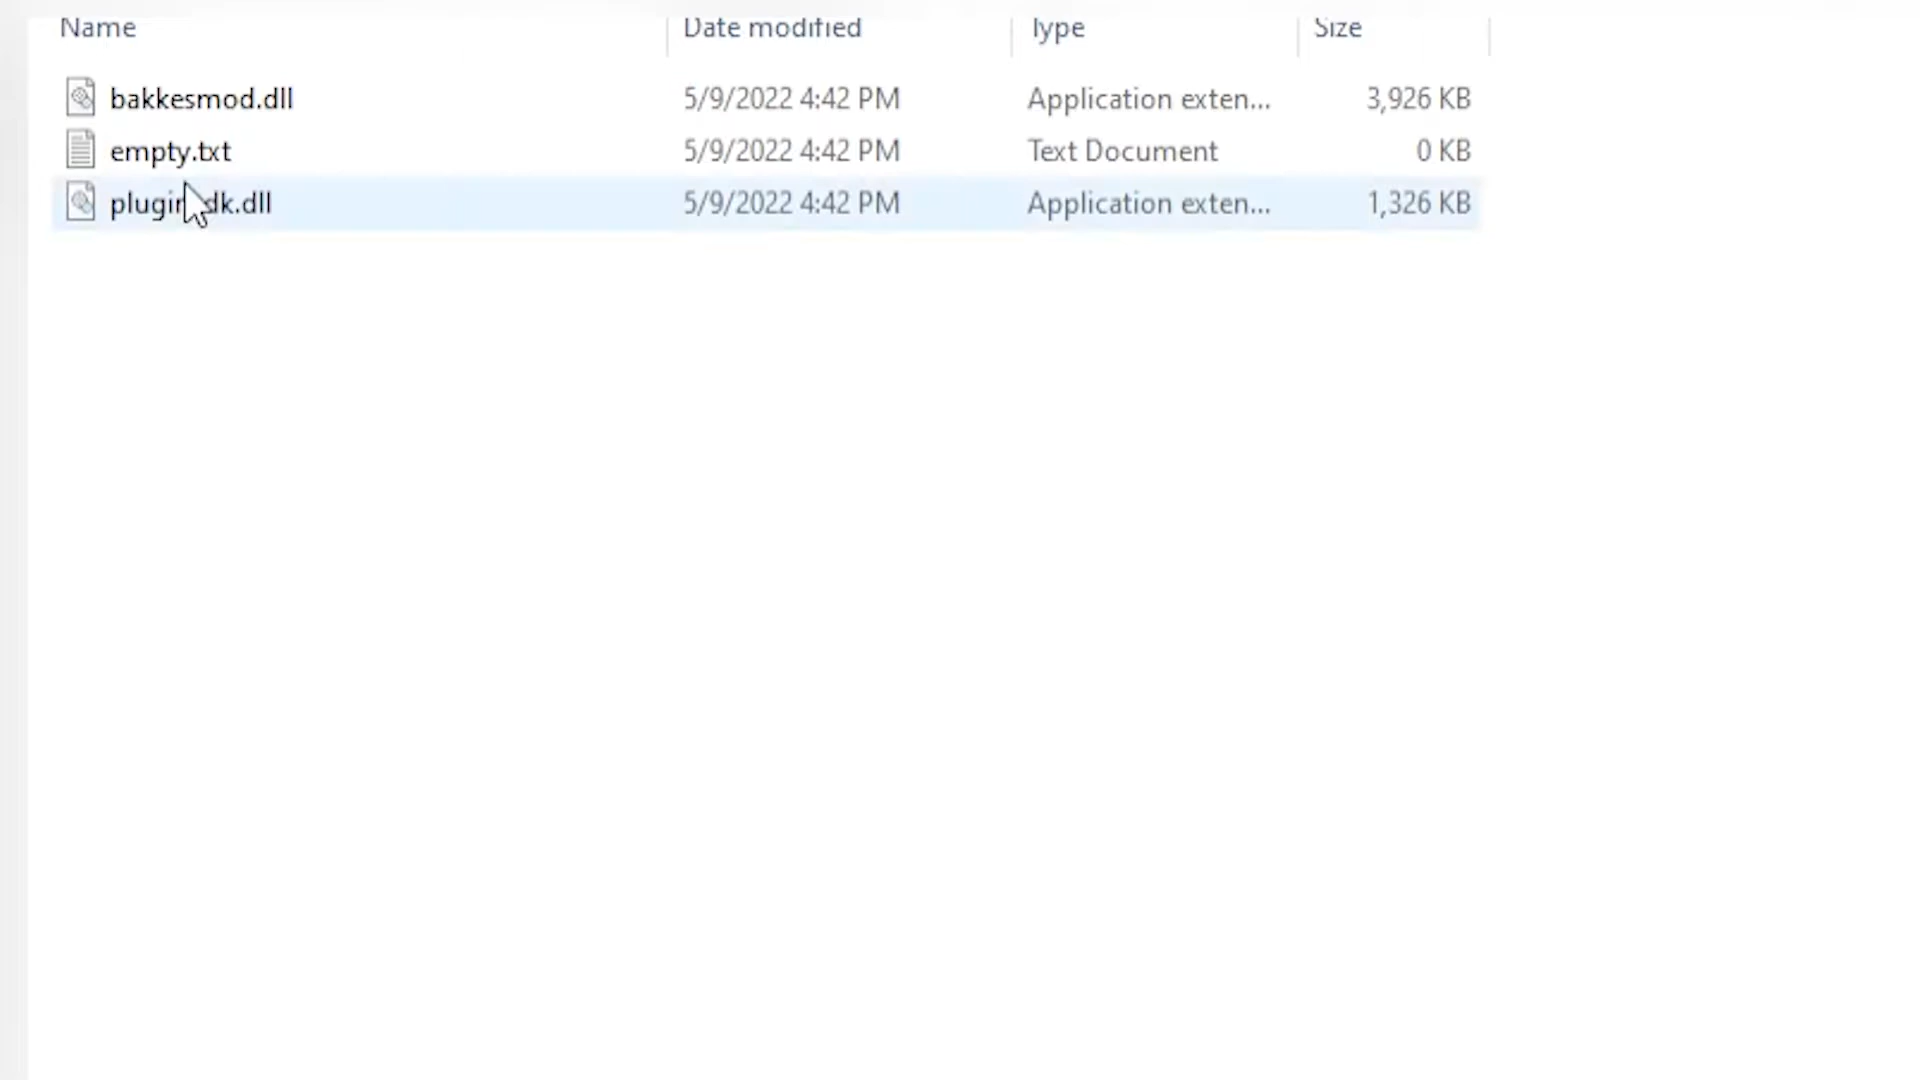 Name Date modified Type Size
bakkesmod.dll 5/9/2022 4:42 PM Application exten... 3,926 KB
empty.txt 5/9/2022 4:42 PM Text Document 0 KB
5/9/2022 4:42 PM Application exten... 1,326 KB